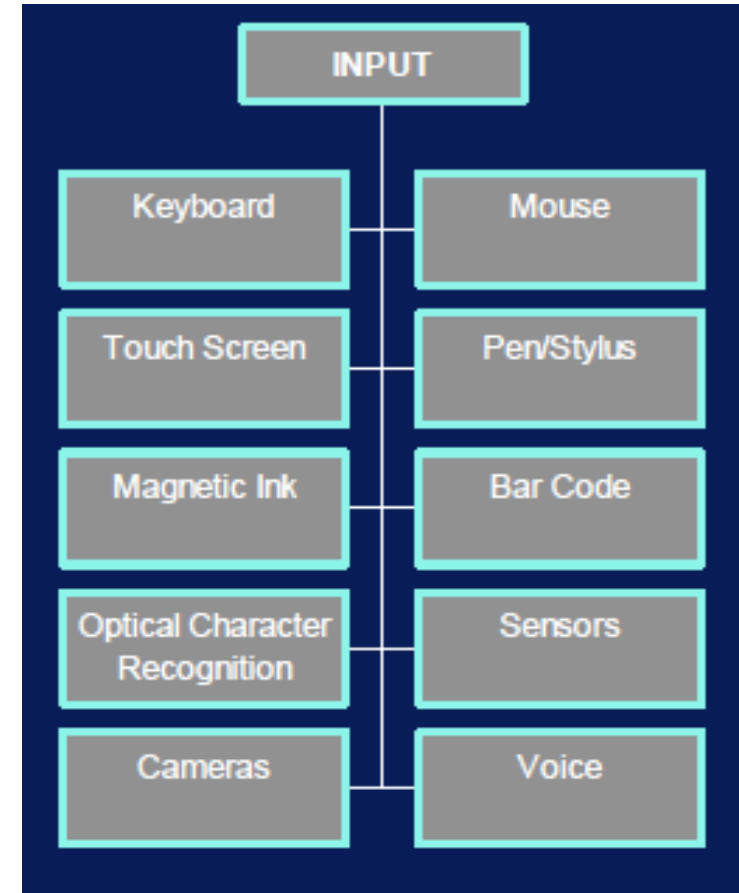 INPUT
Keyboard
Mouse
Touch Screen
Pen/Stylus
Magnetic Ink
Bar Code
Optical Character
Recognition
Sensors
Cameras
Voice